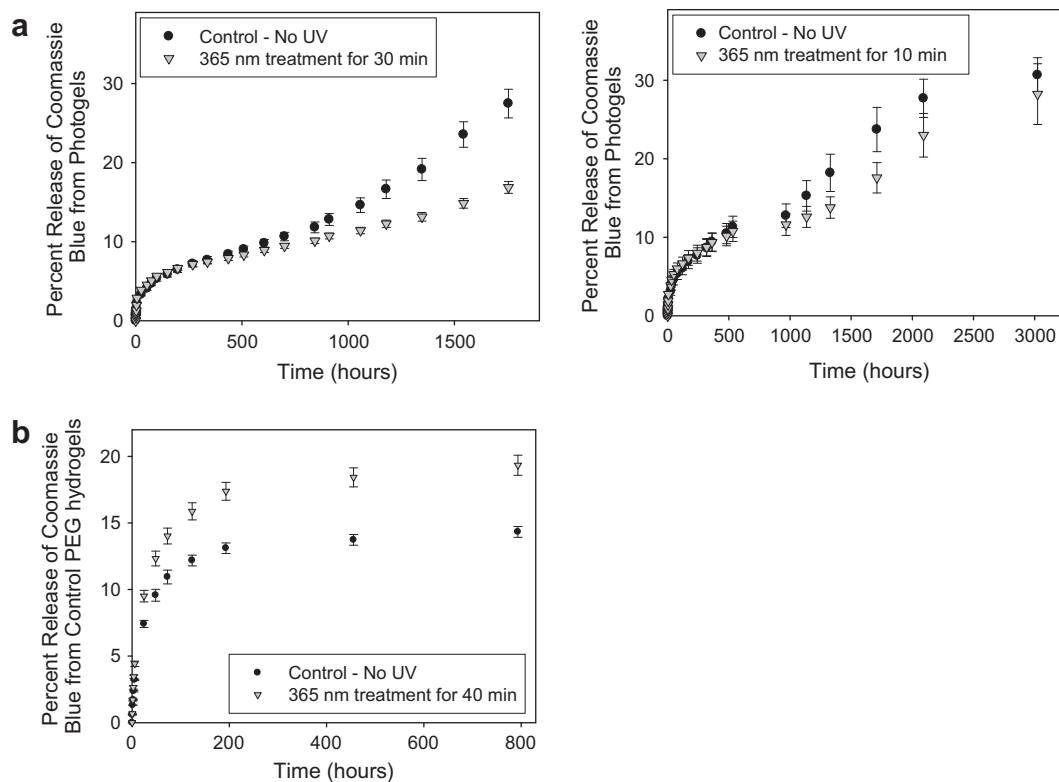 a
Percent Release of Coomassie
Blue from Photogels
Control - No UV
365 nm treatment for 30 min
30
20
10
0
0 500 1000 1500
Time (hours)
Percent Release of Coomassie
Blue from Photogels
Control - No UV
365 nm treatment for 10 min
30
20
10
0
0 500 1000 1500 2000 2500 3000
Time (hours)
b
Percent Release of Coomassie
Blue from Control PEG hydrogels
20
15
10
5
0
Control - No UV
365 nm treatment for 40 min
0 200 400 600 800
Time (hours)